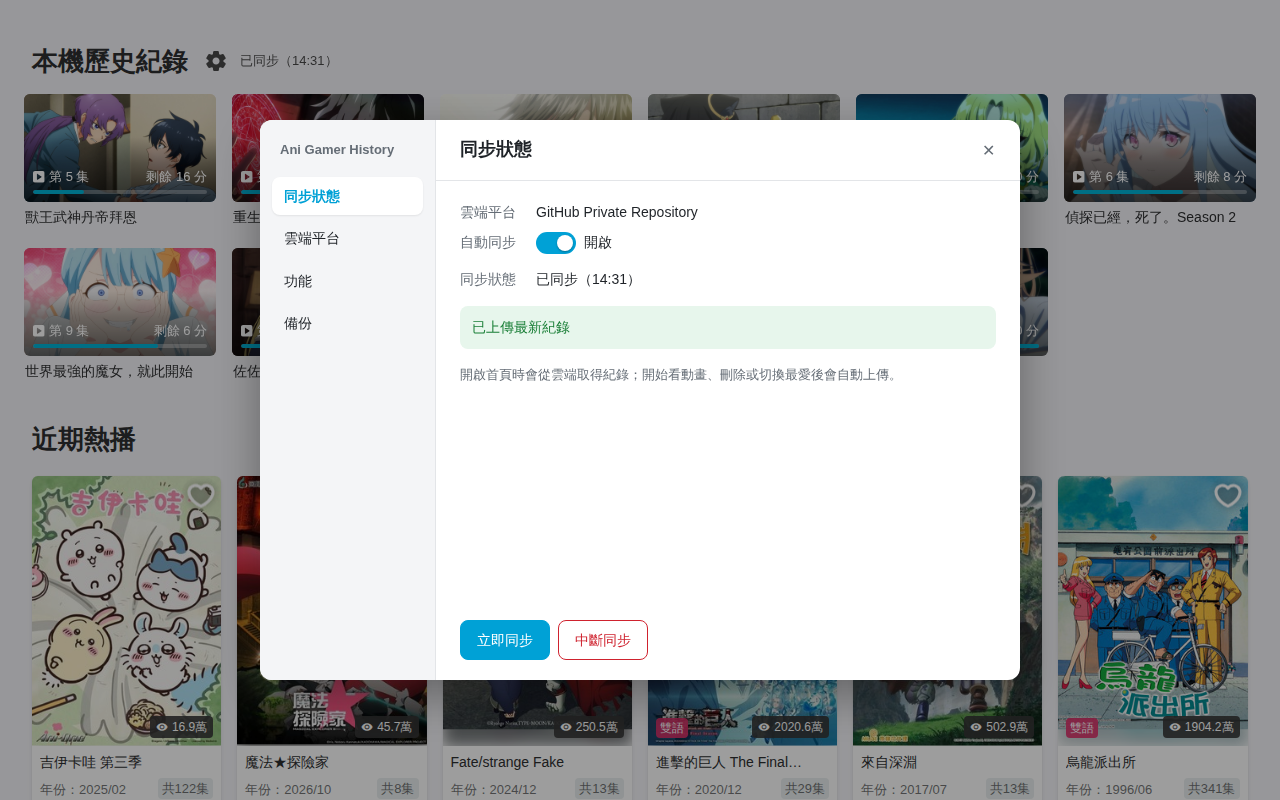 本機歷史紀錄 已同步（14:31）
第 5 集 剩餘 16 分
第 6 集 剩餘 8 分
獸王武神丹帝拜恩
重生
偵探已經，死了。Season 2
第 9 集 剩餘 6 分
世界最強的魔女，就此開始
佐佐
Ani Gamer History
同步狀態
雲端平台
功能
備份
同步狀態
雲端平台 GitHub Private Repository
自動同步 開啟
同步狀態 已同步（14:31）
已上傳最新紀錄
開啟首頁時會從雲端取得紀錄；開始看動畫、刪除或切換最愛後會自動上傳。
立即同步 中斷同步
近期熱播
吉伊卡哇
魔法
探險家
進擊の巨人
龜有公園前派出所
烏龍
派出所
16.9萬
45.7萬
250.5萬
雙語 2020.6萬
502.9萬
雙語 1904.2萬
吉伊卡哇 第三季
魔法★探險家
Fate/strange Fake
進擊的巨人 The Final…
來自深淵
烏龍派出所
年份：2025/02 共122集
年份：2026/10 共8集
年份：2024/12 共13集
年份：2020/12 共29集
年份：2017/07 共13集
年份：1996/06 共341集